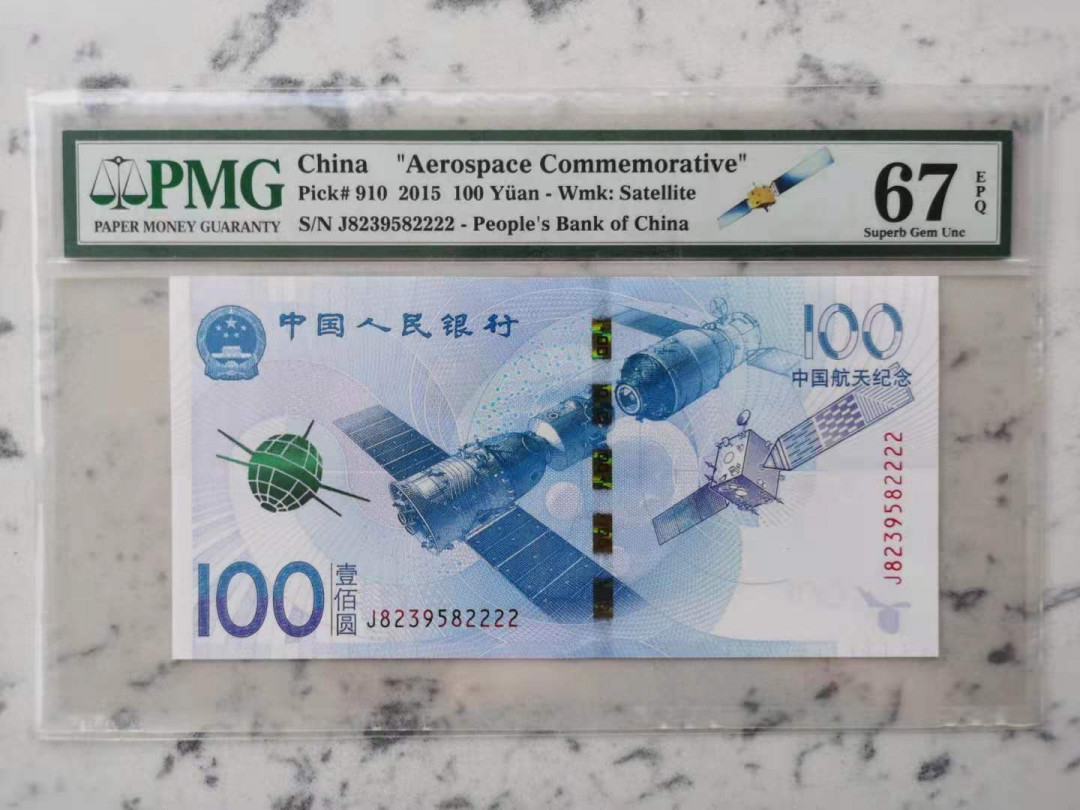 PMG
PAPER MONEY GUARANTY
China "Aerospace Commemorative"
Pick# 910 2015 100 Yüan - Wmk: Satellite
S/N J8239582222 - People's Bank of China
67
EPQ
Superb Gem Unc
中国人民银行
100
中国航天纪念
J8239582222
100
壹佰圆
J8239582222